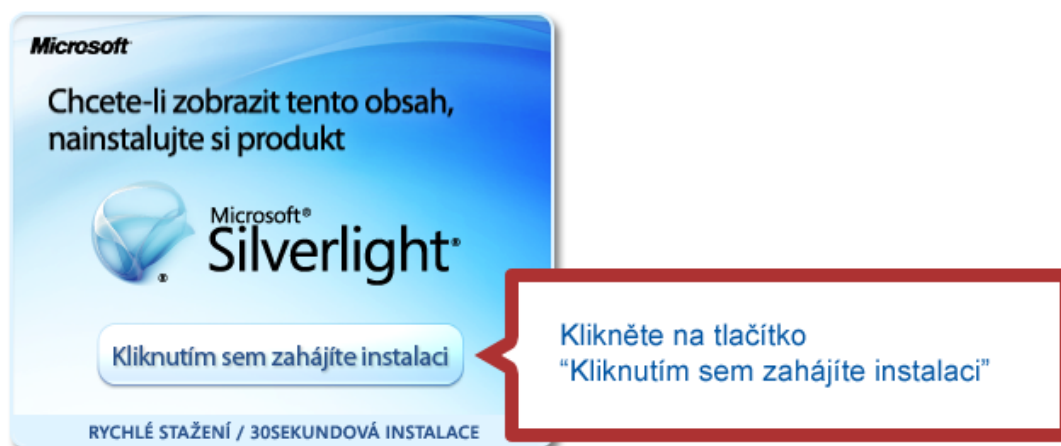 Microsoft
Chcete-li zobrazit tento obsah,
nainstalujte si produkt
Microsoft®
Silverlight®
®
Kliknutím sem zahájíte instalaci
RYCHLÉ STAŽENÍ / 30SEKUNDOVÁ INSTALACE
Klikněte na tlačítko
“Kliknutím sem zahájíte instalaci”